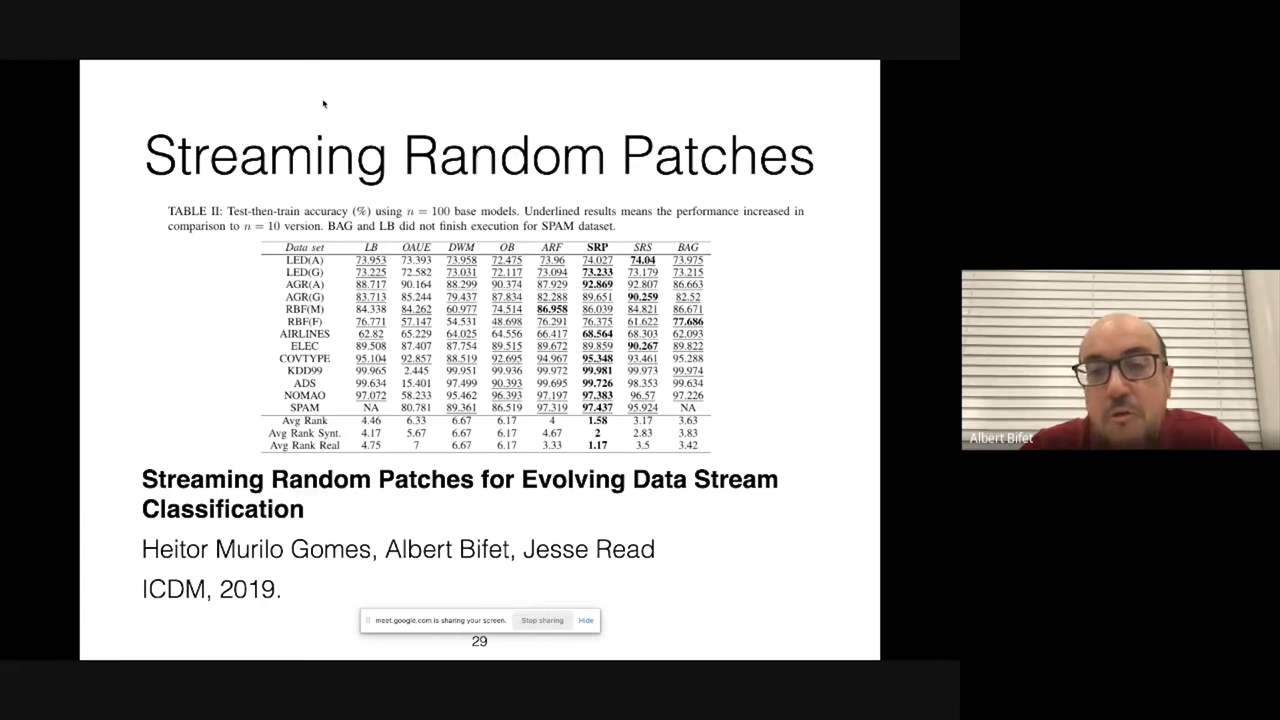 Streaming Random Patches
TABLE II: Test-then-train accuracy (%) using n = 100 base models. Underlined results means the performance increased in
comparison to n = 10 version. BAG and LB did not finish execution for SPAM dataset.
Data set LB OAUE DWM OB ARF SRP SRS BAG
LED(A) 73.953 73.393 73.958 72.475 73.96 74.027 74.04 73.975
LED(G) 73.225 72.582 73.031 72.117 73.094 73.233 73.179 73.215
AGR(A) 88.717 90.164 88.299 90.374 87.929 92.869 92.807 86.663
AGR(G) 83.713 85.244 79.437 87.834 82.288 89.651 90.259 82.52
RBF(M) 84.338 84.262 60.977 74.514 86.958 86.039 84.821 86.671
RBF(F) 76.771 57.147 54.531 48.698 76.291 76.375 61.622 77.686
AIRLINES 62.82 65.229 64.025 64.556 66.417 68.564 68.303 62.093
ELEC 89.508 87.407 87.754 89.515 89.672 89.859 90.267 89.822
COVTYPE 95.104 92.857 88.519 92.695 94.967 95.348 93.461 95.288
KDD99 99.965 2.445 99.951 99.936 99.972 99.981 99.973 99.974
ADS 99.634 15.401 97.499 90.393 99.695 99.726 98.353 99.634
NOMAO 97.072 58.233 95.462 96.393 97.197 97.383 96.57 97.226
SPAM NA 80.781 89.361 86.519 97.319 97.437 95.924 NA
Avg Rank 4.46 6.33 6.67 6.17 4 1.58 3.17 3.63
Avg Rank Synt. 4.17 5.67 6.67 6.17 4.67 2 2.83 3.83
Avg Rank Real 4.75 7 6.67 6.17 3.33 1.17 3.5 3.42
Streaming Random Patches for Evolving Data Stream
Classification
Heitor Murilo Gomes, Albert Bifet, Jesse Read
ICDM, 2019.
meet.google.com is sharing your screen. Stop sharing Hide
29
Albert Bifet